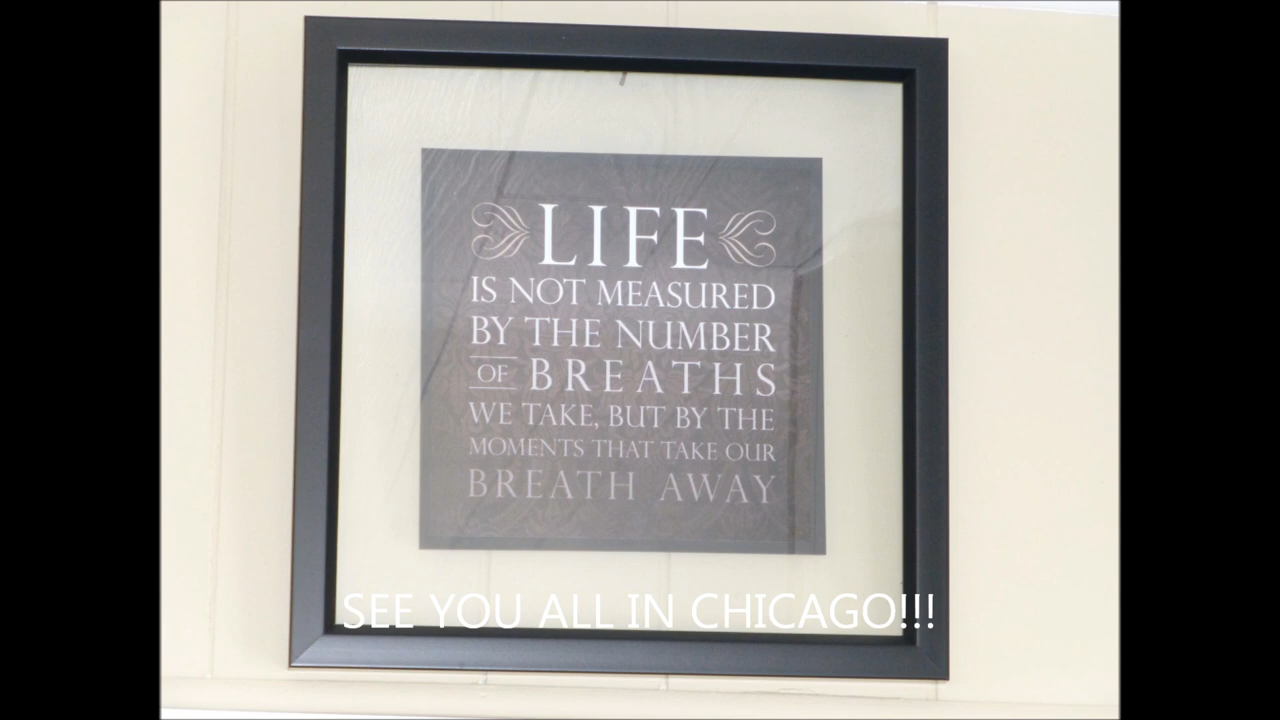 LIFE
IS NOT MEASURED
BY THE NUMBER
OF BREATHS
WE TAKE, BUT BY THE
MOMENTS THAT TAKE OUR
BREATH AWAY
SEE YOU ALL IN CHICAGO!!!